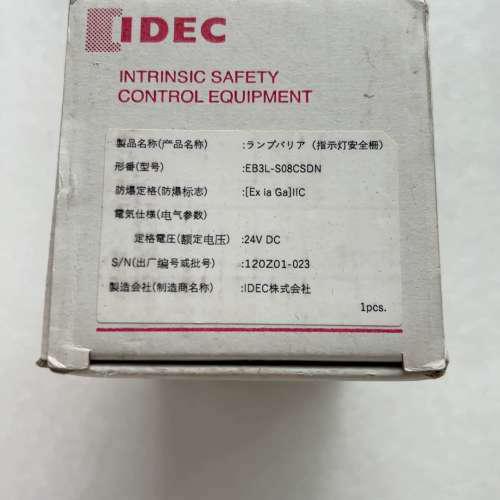 IDEC
INTRINSIC SAFETY
CONTROL EQUIPMENT
製品名称(产品名称) :ランプバリア (指示灯安全栅)
形番(型号) :EB3L-S08CSDN
防爆定格(防爆标志) :[Ex ia Ga]IIC
電気仕様(电气参数)
定格電圧(额定电压) :24V DC
S/N(出厂编号或批号) :120Z01-023
製造会社(制造商名称) :IDEC株式会社
1pcs.